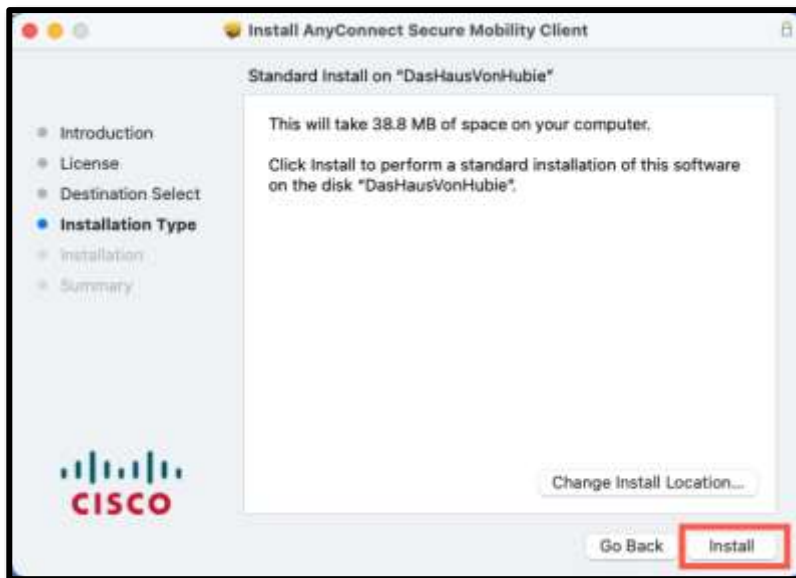 Install AnyConnect Secure Mobility Client
Standard Install on "DasHausVonHubie"
Introduction
License
Destination Select
Installation Type
Installation
Summary
This will take 38.8 MB of space on your computer.
Click Install to perform a standard installation of this software
on the disk "DasHausVonHubie".
Change Install Location...
CISCO
Go Back
Install